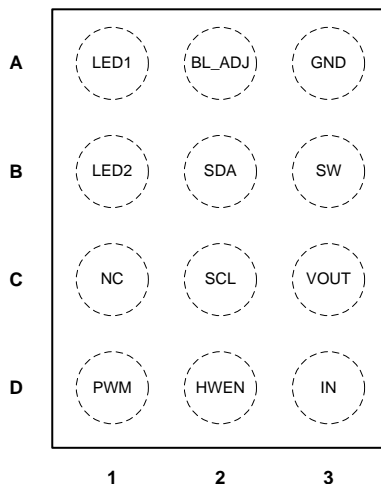 A LED1 BL_ADJ GND
B LED2 SDA SW
C NC SCL VOUT
D PWM HWEN IN
1 2 3